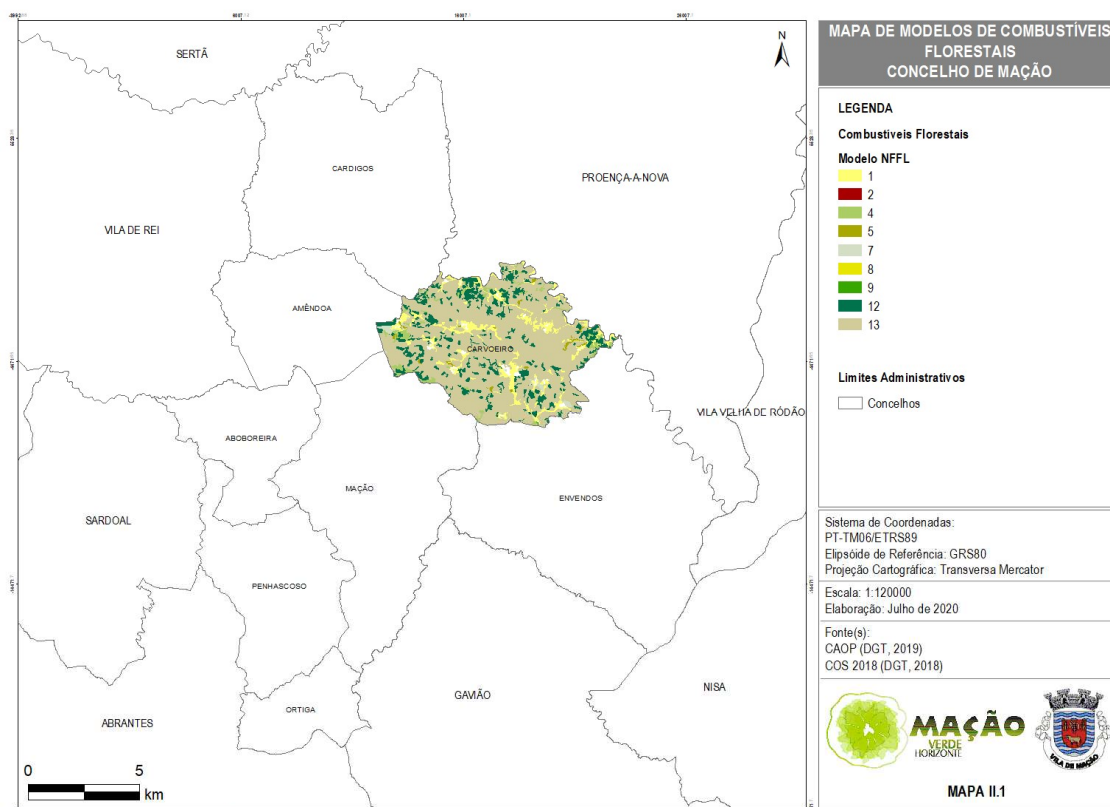 SERTÃ
CARDIGOS
PROENÇA-A-NOVA
VILA DE REI
AMÊNDOA
CARVOEIRO
VILA VELHA DE RÓDÃO
ABOBOREIRA
MAÇÃO
ENVENDOS
SARDOAL
PENHASCOSO
NISA
GAVIÃO
ORTIGA
ABRANTES
N
0 5
km
MAPA DE MODELOS DE COMBUSTÍVEIS
FLORESTAIS
CONCELHO DE MAÇÃO
LEGENDA
Combustíveis Florestais
Modelo NFFL
1
2
4
5
7
8
9
12
13
Limites Administrativos
Concelhos
Sistema de Coordenadas:
PT-TM06/ETRS89
Elipsóide de Referência: GRS80
Projeção Cartográfica: Transversa Mercator
Escala: 1:120000
Elaboração: Julho de 2020
Fonte(s):
CAOP (DGT, 2019)
COS 2018 (DGT, 2018)
MAÇÃO
VERDE
HORIZONTE
VILA DE MAÇÃO
MAPA II.1